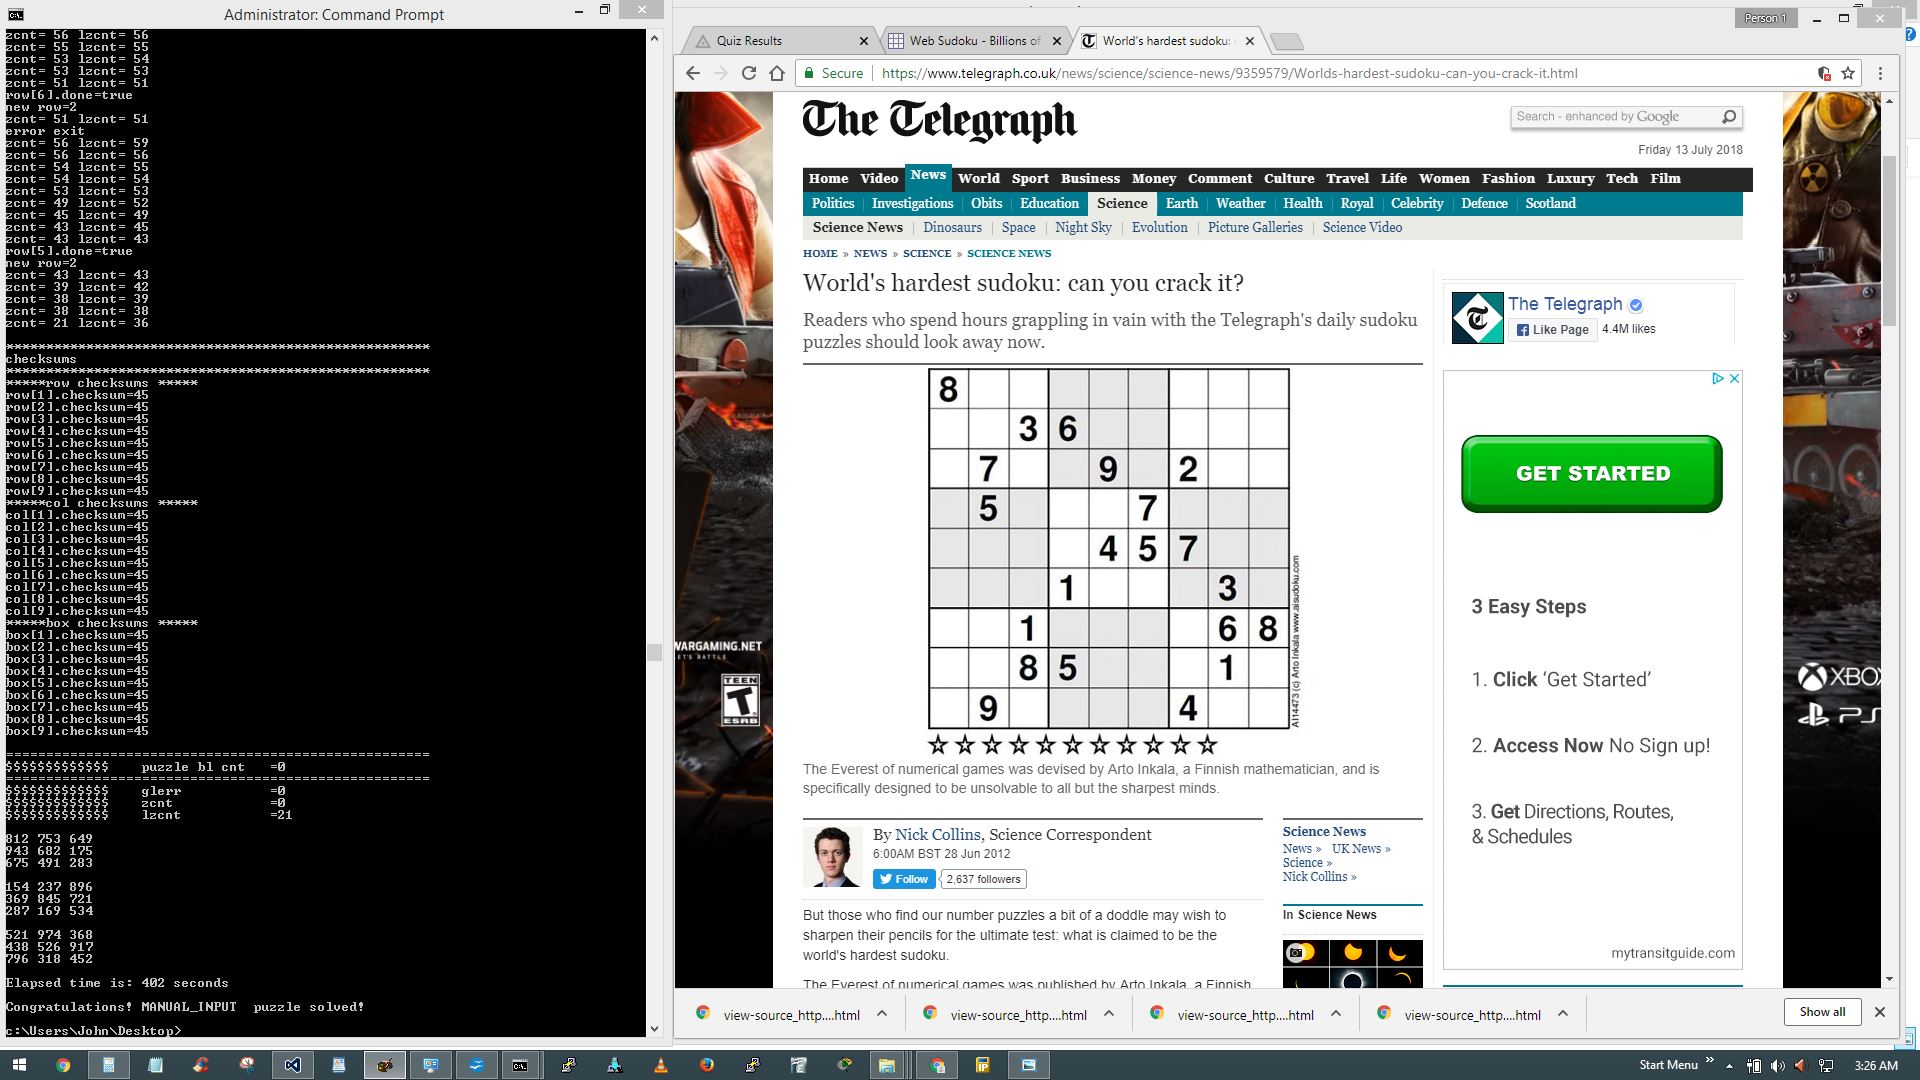 Administrator: Command Prompt
zcnt= 56 lzcnt= 56
zcnt= 55 lzcnt= 55
zcnt= 53 lzcnt= 54
zcnt= 53 lzcnt= 53
zcnt= 51 lzcnt= 51
row[6].done=true
new row=2
zcnt= 51 lzcnt= 51
error exit
zcnt= 56 lzcnt= 59
zcnt= 56 lzcnt= 56
zcnt= 54 lzcnt= 55
zcnt= 54 lzcnt= 54
zcnt= 53 lzcnt= 53
zcnt= 49 lzcnt= 52
zcnt= 45 lzcnt= 49
zcnt= 43 lzcnt= 45
zcnt= 43 lzcnt= 43
row[5].done=true
new row=2
zcnt= 43 lzcnt= 43
zcnt= 39 lzcnt= 42
zcnt= 38 lzcnt= 39
zcnt= 38 lzcnt= 38
zcnt= 21 lzcnt= 36
*****************************************************
checksums
*****************************************************
*****row checksums *****
row[1].checksum=45
row[2].checksum=45
row[3].checksum=45
row[4].checksum=45
row[5].checksum=45
row[6].checksum=45
row[7].checksum=45
row[8].checksum=45
row[9].checksum=45
*****col checksums *****
col[1].checksum=45
col[2].checksum=45
col[3].checksum=45
col[4].checksum=45
col[5].checksum=45
col[6].checksum=45
col[7].checksum=45
col[8].checksum=45
col[9].checksum=45
*****box checksums *****
box[1].checksum=45
box[2].checksum=45
box[3].checksum=45
box[4].checksum=45
box[5].checksum=45
box[6].checksum=45
box[7].checksum=45
box[8].checksum=45
box[9].checksum=45
=====================================================
$$$$$$$$$$$$$ puzzle bl cnt =0
=====================================================
$$$$$$$$$$$$$ glerr =0
$$$$$$$$$$$$$ zcnt =0
$$$$$$$$$$$$$ lzcnt =21
812 753 649
943 682 175
675 491 283
154 237 896
369 845 721
287 169 534
521 974 368
438 526 917
796 318 452
Elapsed time is: 402 seconds
Congratulations! MANUAL_INPUT puzzle solved!
c:\Users\John\Desktop>
Person 1
Quiz Results
Web Sudoku - Billions of
World's hardest sudoku:
Secure https://www.telegraph.co.uk/news/science/science-news/9359579/Worlds-hardest-sudoku-can-you-crack-it.html
The Telegraph
Search - enhanced by Google
Friday 13 July 2018
Home Video News World Sport Business Money Comment Culture Travel Life Women Fashion Luxury Tech Film
Politics Investigations Obits Education Science Earth Weather Health Royal Celebrity Defence Scotland
Science News Dinosaurs Space Night Sky Evolution Picture Galleries Science Video
HOME » NEWS » SCIENCE » SCIENCE NEWS
World's hardest sudoku: can you crack it?
Readers who spend hours grappling in vain with the Telegraph's daily sudoku
puzzles should look away now.
8
3 6
7 9 2
5 7
4 5 7
1 3
1 6 8
8 5 1
9 4
AI14473 (c) Arto Inkala www.aisudoku.com
The Everest of numerical games was devised by Arto Inkala, a Finnish mathematician, and is
specifically designed to be unsolvable to all but the sharpest minds.
By Nick Collins, Science Correspondent
6:00AM BST 28 Jun 2012
Follow 2,637 followers
But those who find our number puzzles a bit of a doddle may wish to
sharpen their pencils for the ultimate test: what is claimed to be the
world's hardest sudoku.
The Everest of numerical games was published by Arto Inkala, a Finnish
Science News
News » UK News »
Science »
Nick Collins »
In Science News
The Telegraph
Like Page 4.4M likes
GET STARTED
3 Easy Steps
1. Click ‘Get Started’
2. Access Now No Sign up!
3. Get Directions, Routes,
& Schedules
mytransitguide.com
WARGAMING.NET
LET'S BATTLE
TEEN
T
ESRB
XBOX
PS
view-source_http....html
view-source_http....html
view-source_http....html
view-source_http....html
Show all
Start Menu
3:26 AM